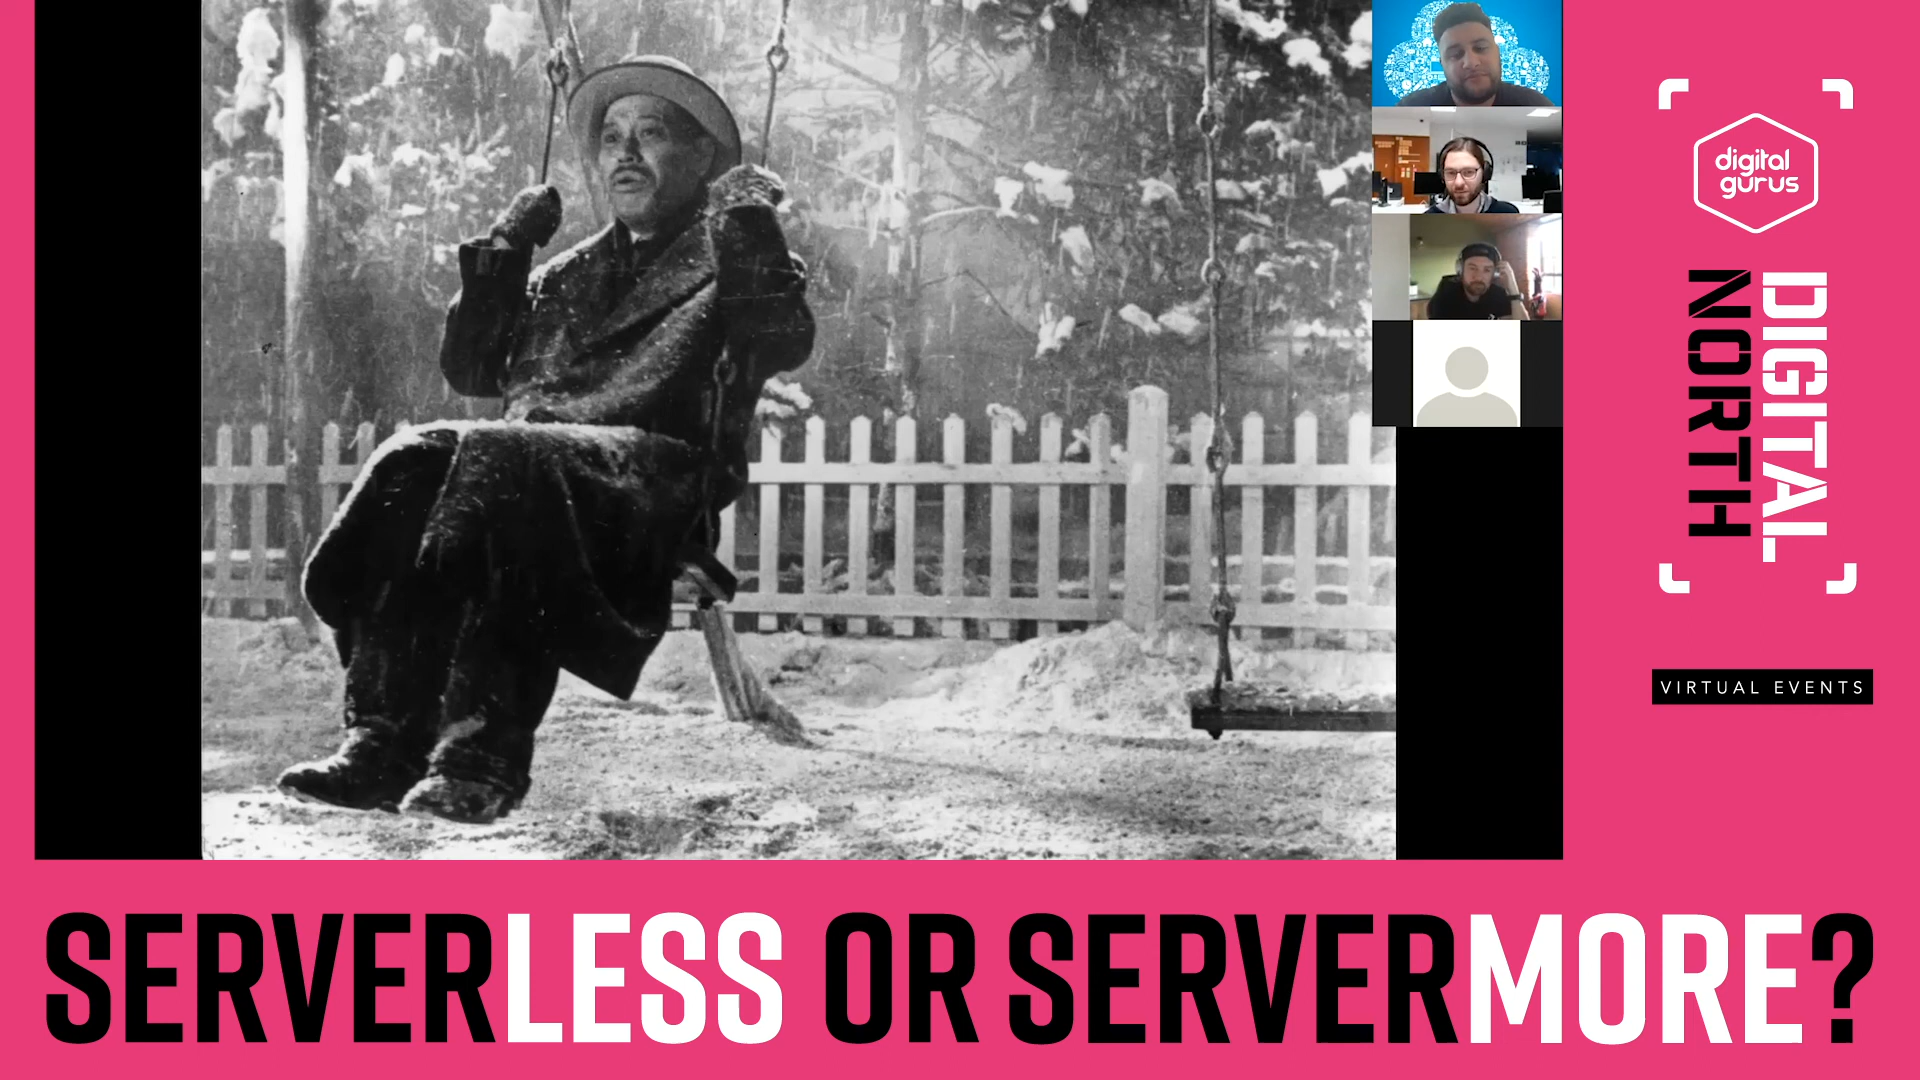 digital
gurus
DIGITAL
NORTH
VIRTUAL EVENTS
SERVERLESS OR SERVERMORE?